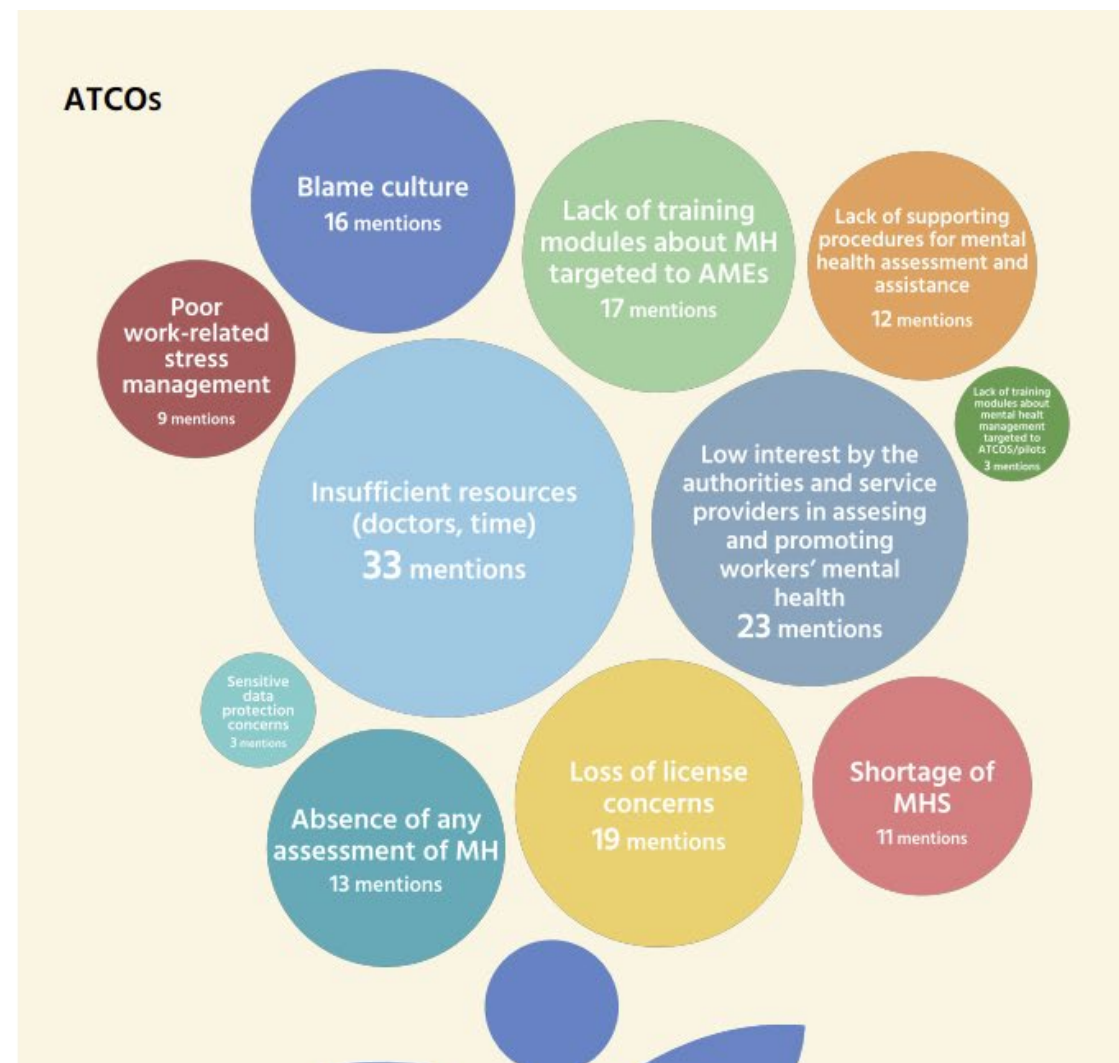 ATCOs
Blame culture
16 mentions
Lack of training
modules about MH
targeted to AMEs
17 mentions
Lack of supporting
procedures for mental
health assessment and
assistance
12 mentions
Poor
work-related
stress
management
9 mentions
Lack of training
modules about
mental healt
management
targeted to
ATCOS/pilots
3 mentions
Insufficient resources
(doctors, time)
33 mentions
Low interest by the
authorities and service
providers in assesing
and promoting
workers’ mental
health
23 mentions
Sensitive
data
protection
concerns
3 mentions
Absence of any
assessment of MH
13 mentions
Loss of license
concerns
19 mentions
Shortage of
MHS
11 mentions